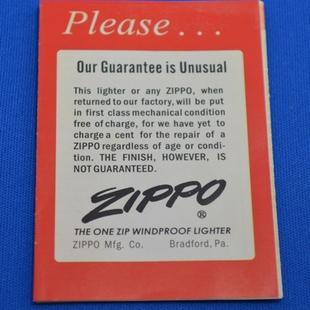 Please...
Our Guarantee is Unusual
This lighter or any ZIPPO, when
returned to our factory, will be put
in first class mechanical condition
free of charge, for we have yet to
charge a cent for the repair of a
ZIPPO regardless of age or condi-
tion. THE FINISH, HOWEVER, IS
NOT GUARANTEED.
ZIPPO
®
THE ONE ZIP WINDPROOF LIGHTER
ZIPPO Mfg. Co. Bradford, Pa.